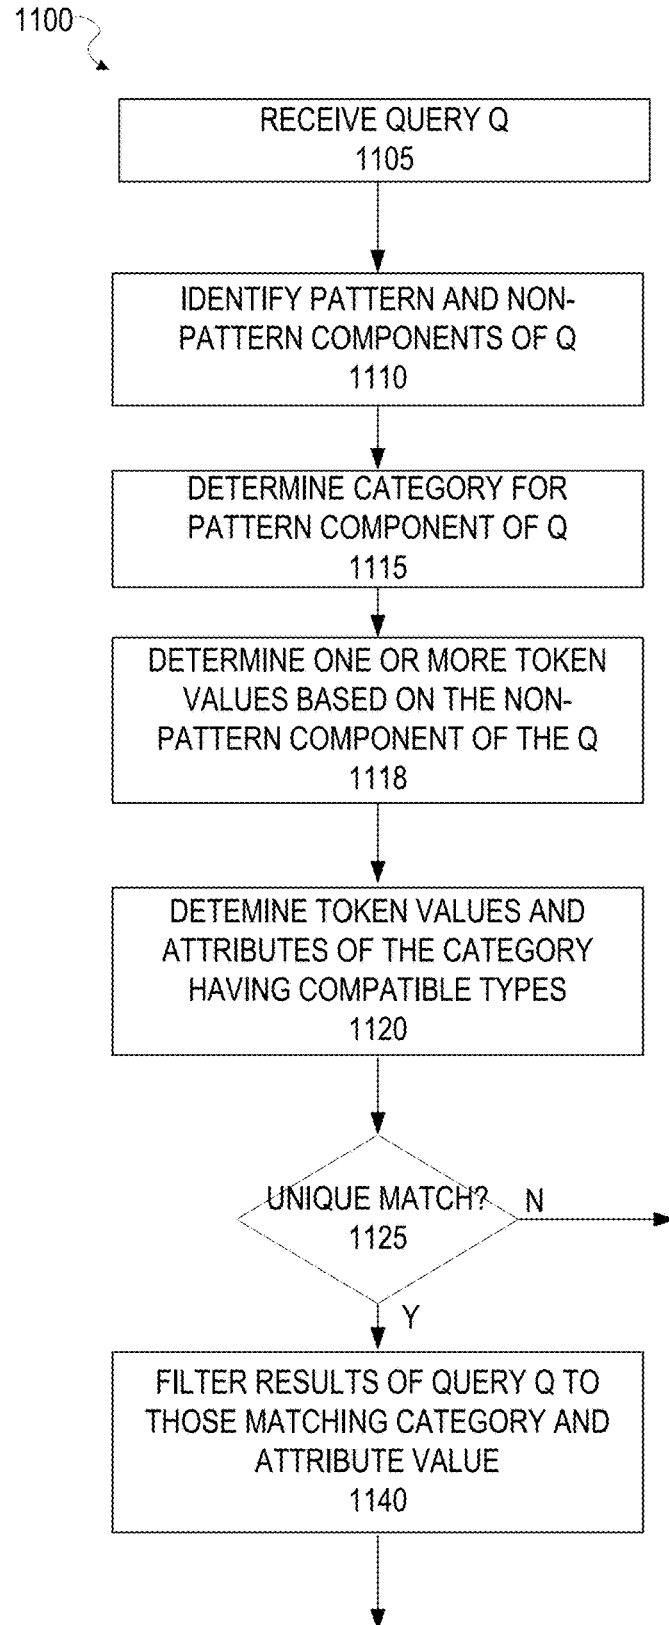 1100
RECEIVE QUERY Q
1105
IDENTIFY PATTERN AND NON-
PATTERN COMPONENTS OF Q
1110
DETERMINE CATEGORY FOR
PATTERN COMPONENT OF Q
1115
DETERMINE ONE OR MORE TOKEN
VALUES BASED ON THE NON-
PATTERN COMPONENT OF THE Q
1118
DETEMINE TOKEN VALUES AND
ATTRIBUTES OF THE CATEGORY
HAVING COMPATIBLE TYPES
1120
UNIQUE MATCH?
N
1125
Y
FILTER RESULTS OF QUERY Q TO
THOSE MATCHING CATEGORY AND
ATTRIBUTE VALUE
1140